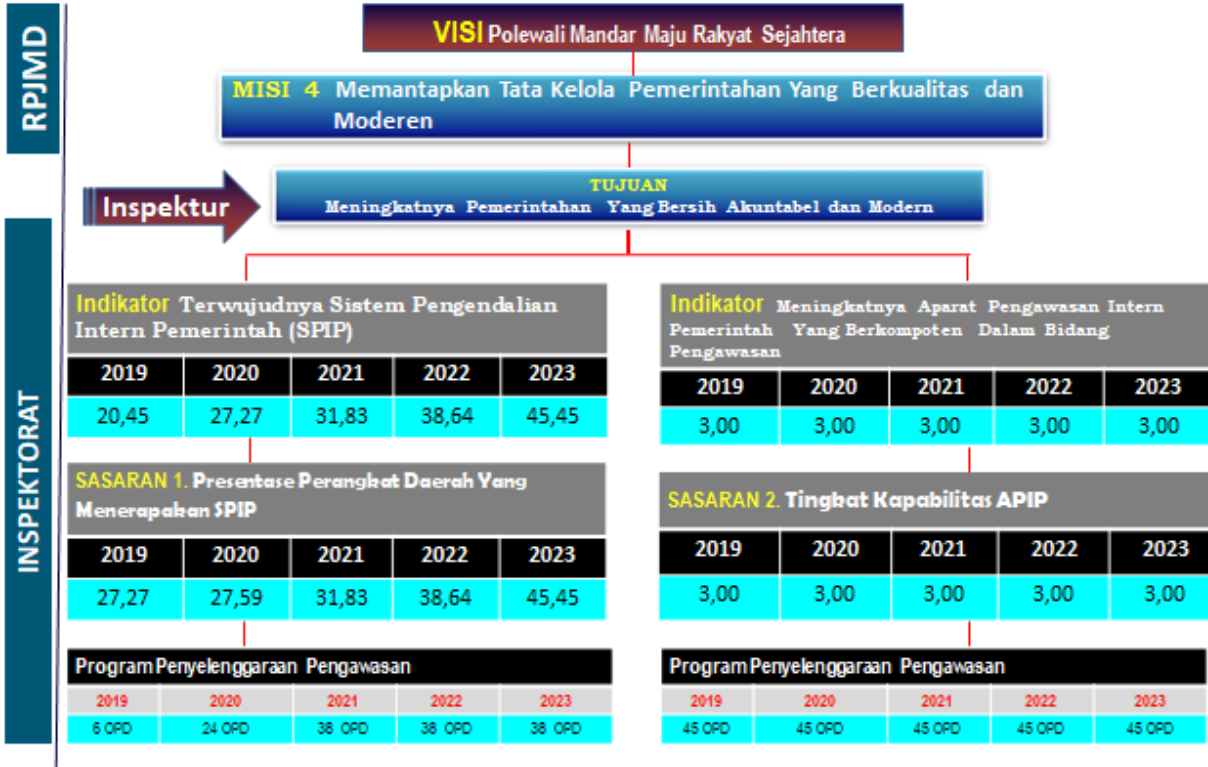 RPJMD
VISI Polewali Mandar Maju Rakyat Sejahtera
MISI 4 Memantapkan Tata Kelola Pemerintahan Yang Berkualitas dan
Moderen
Inspektur
TUJUAN
Meningkatnya Pemerintahan Yang Bersih Akuntabel dan Modern
INSPEKTORAT
Indikator Terwujudnya Sistem Pengendalian
Intern Pemerintah (SPIP)
2019 2020 2021 2022 2023
20,45 27,27 31,83 38,64 45,45
SASARAN 1. Presentase Perangkat Daerah Yang
Menerapakan SPIP
2019 2020 2021 2022 2023
27,27 27,59 31,83 38,64 45,45
Program Penyelenggaraan Pengawasan
2019 2020 2021 2022 2023
6 OPD 24 OPD 38 OPD 38 OPD 38 OPD
Indikator Meningkatnya Aparat Pengawasan Intern
Pemerintah Yang Berkompoten Dalam Bidang
Pengawasan
2019 2020 2021 2022 2023
3,00 3,00 3,00 3,00 3,00
SASARAN 2. Tingkat Kapabilitas APIP
2019 2020 2021 2022 2023
3,00 3,00 3,00 3,00 3,00
Program Penyelenggaraan Pengawasan
2019 2020 2021 2022 2023
45 OPD 45 OPD 45 OPD 45 OPD 45 OPD